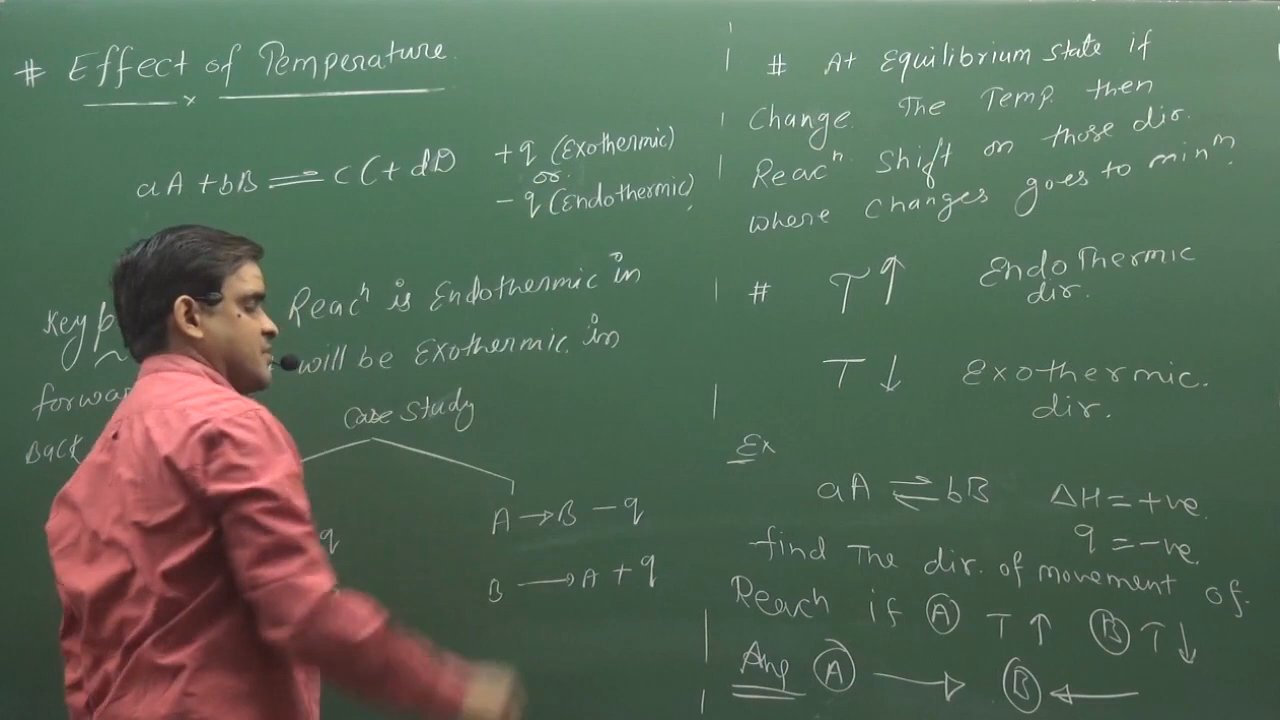 # Effect of Temperature
aA + bB ⇌ cC + dD +q (Exothermic)
or
-q (Endothermic)
Key p
Reacⁿ is Endothermic in
forwa will be Exothermic in
Back
Case Study
q
A → B - q
B → A + q
# At Equilibrium state if
Change The Temp. then
Reacⁿ Shift on those dir.
where changes goes to minᵐ.
# T↑ Endothermic
dir.
T↓ Exothermic.
dir.
Ex
aA ⇌ bB ΔH = +ve.
q = -ve.
find The dir. of movement of.
Reacn if Ⓐ T↑ Ⓑ T↓
Ans Ⓐ → Ⓑ ←